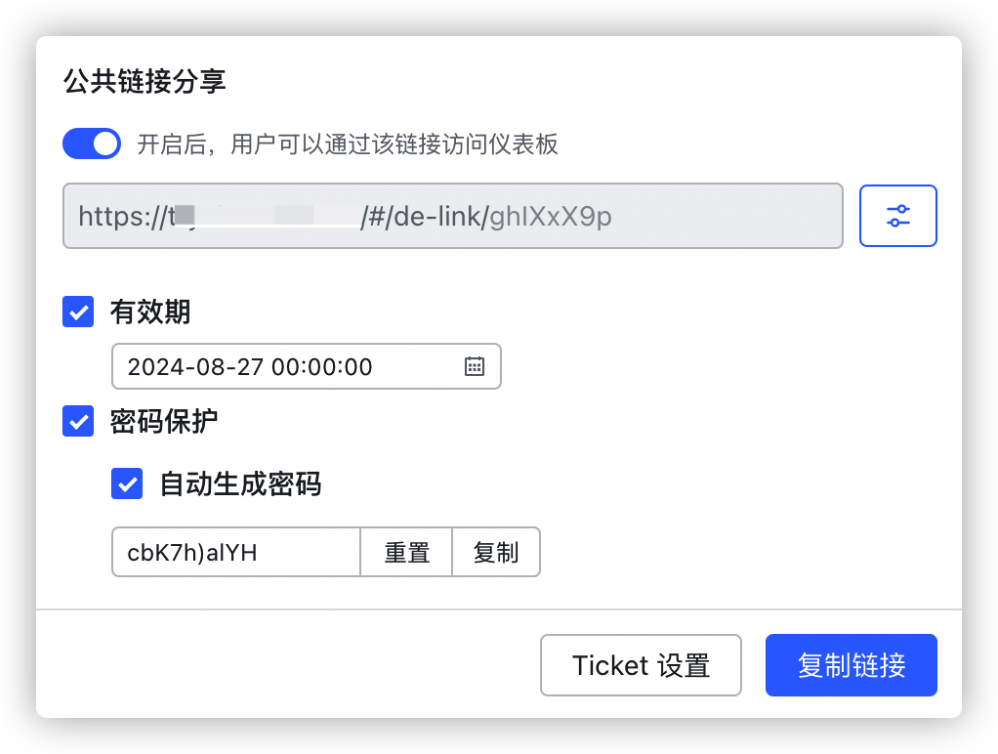 公共链接分享
开启后，用户可以通过该链接访问仪表板
https://t /#/de-link/ghIXxX9p
有效期
2024-08-27 00:00:00
密码保护
自动生成密码
cbK7h)alYH 重置 复制
Ticket 设置 复制链接